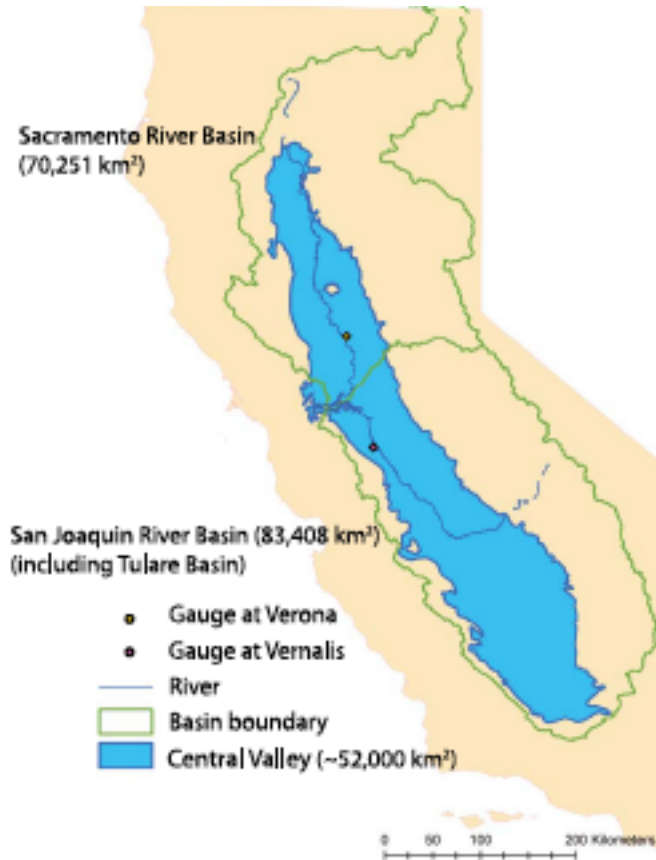 Sacramento River Basin
(70,251 km²)
San Joaquin River Basin (83,408 km²)
(including Tulare Basin)
Gauge at Verona
Gauge at Vernalis
River
Basin boundary
Central Valley (~52,000 km²)
0 50 100 200 Kilometers